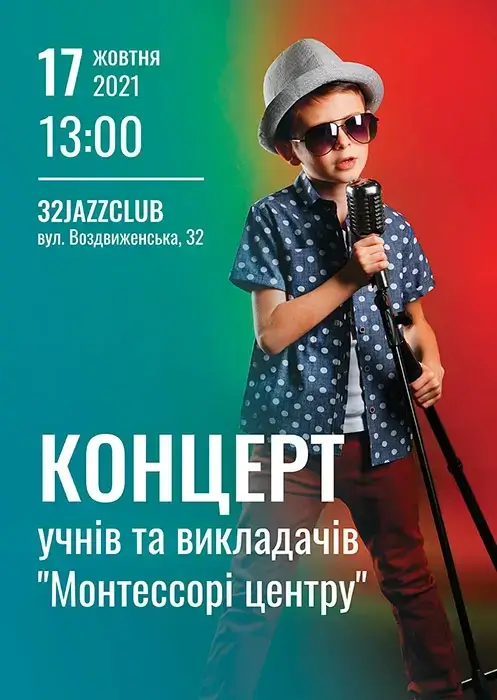 17 жовтня
2021
13:00
32JAZZCLUB
вул. Воздвиженська, 32
КОНЦЕРТ
учнів та викладачів
"Монтессорі центру"